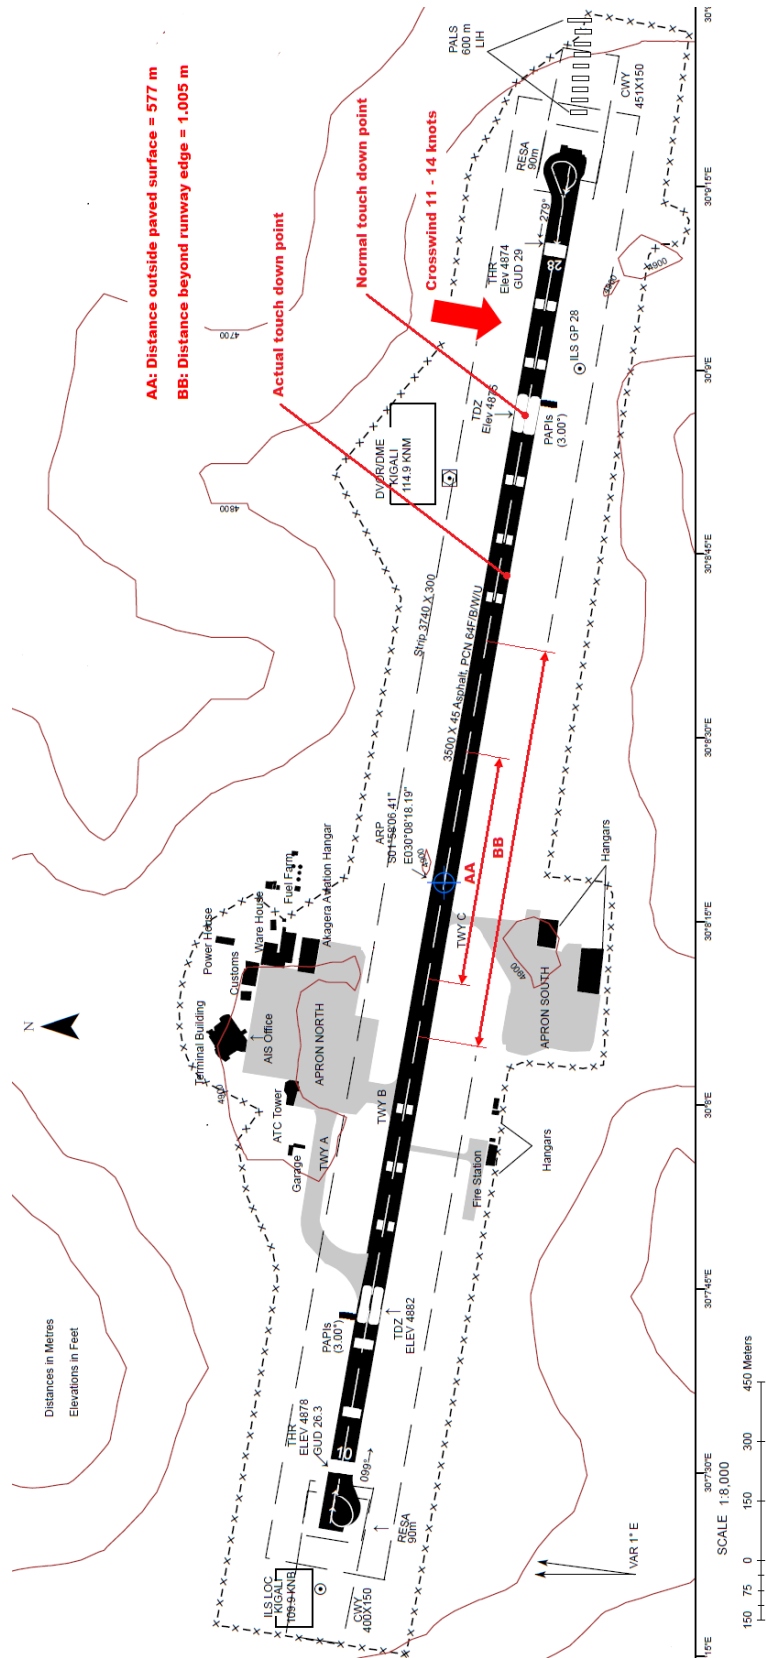 AA: Distance outside paved surface = 577 m
BB: Distance beyond runway edge = 1.005 m
Actual touch down point
Normal touch down point
Crosswind 11 - 14 knots
PALS
600 m
LIH
CWY
451X150
RESA
90m
279°
THR
Elev 4874
GUD 29
28
ILS GP 28
TDZ
Elev 4875
PAPIs
(3.00°)
DVOR/DME
KIGALI
114.9 KNM
4700
4800
4900
4900
Strip 3740 X 300
3500 X 45 Asphalt, PCN 64F/B/W/U
ARP
S01°58'06.41"
E030°08'18.19"
4900
AA
BB
N
Power House
Ware House
Fuel Farm
Akagera Aviation Hangar
Customs
Terminal Building
AIS Office
APRON NORTH
4900
ATC Tower
Garage
TWY A
TWY B
TWY C
Hangars
4900
APRON SOUTH
Fire Station
Hangars
PAPIs
(3.00°)
TDZ
ELEV 4882
THR
ELEV 4878
GUD 26.3
10
099°
RESA
90m
ILS LOC
KIGALI
109.9 KNB
CWY
400X150
Distances in Metres
Elevations in Feet
VAR 1° E
SCALE 1:8,000
150 75 0 150 300 450 Meters
15'E
30°7'30"E
30°7'45"E
30°8'E
30°8'15"E
30°8'30"E
30°8'45"E
30°9'E
30°9'15"E